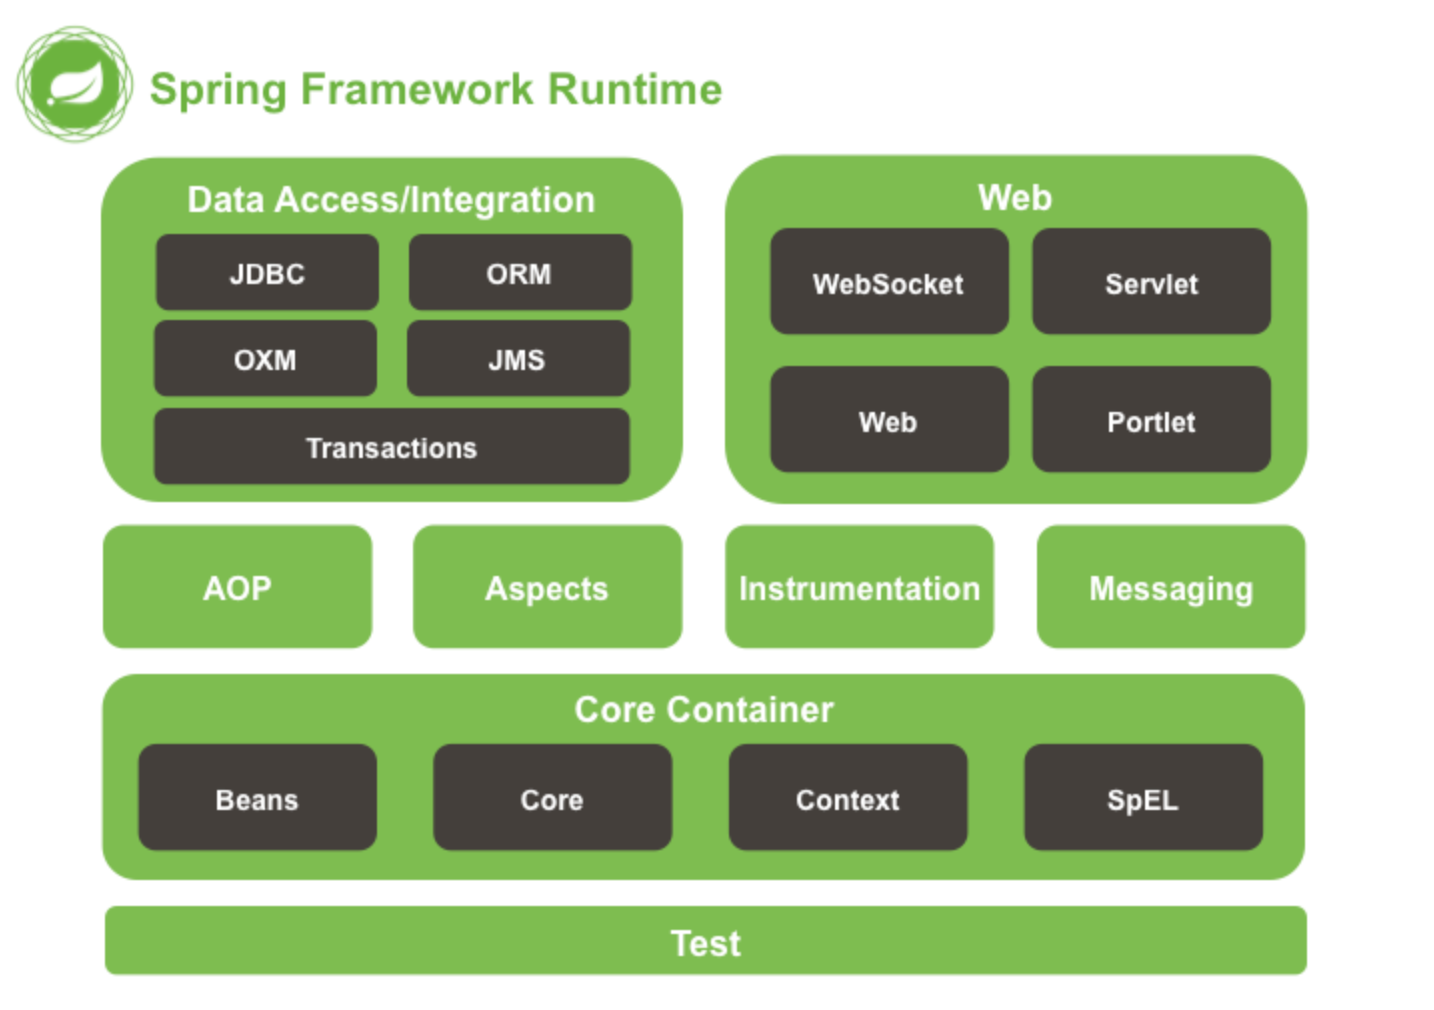 Spring Framework Runtime
Data Access/Integration
JDBC
ORM
OXM
JMS
Transactions
Web
WebSocket
Servlet
Web
Portlet
AOP
Aspects
Instrumentation
Messaging
Core Container
Beans
Core
Context
SpEL
Test